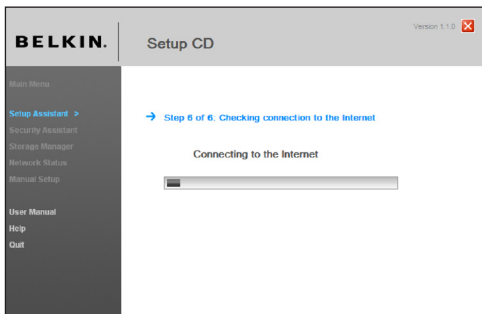 BELKIN.
Setup CD
Version 1.1.0
Main Menu
Setup Assistant >
Security Assistant
Storage Manager
Network Status
Manual Setup
User Manual
Help
Quit
Step 6 of 6: Checking connection to the Internet
Connecting to the Internet